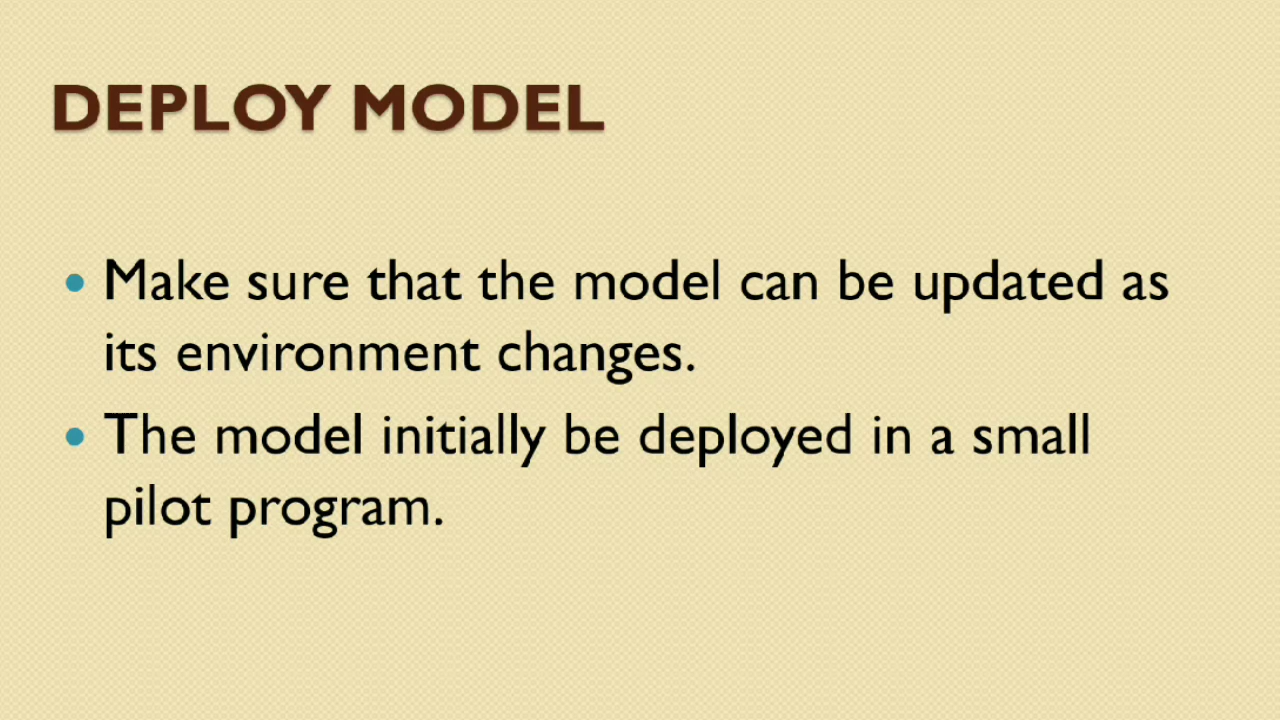 DEPLOY MODEL
• Make sure that the model can be updated as
its environment changes.
• The model initially be deployed in a small
pilot program.